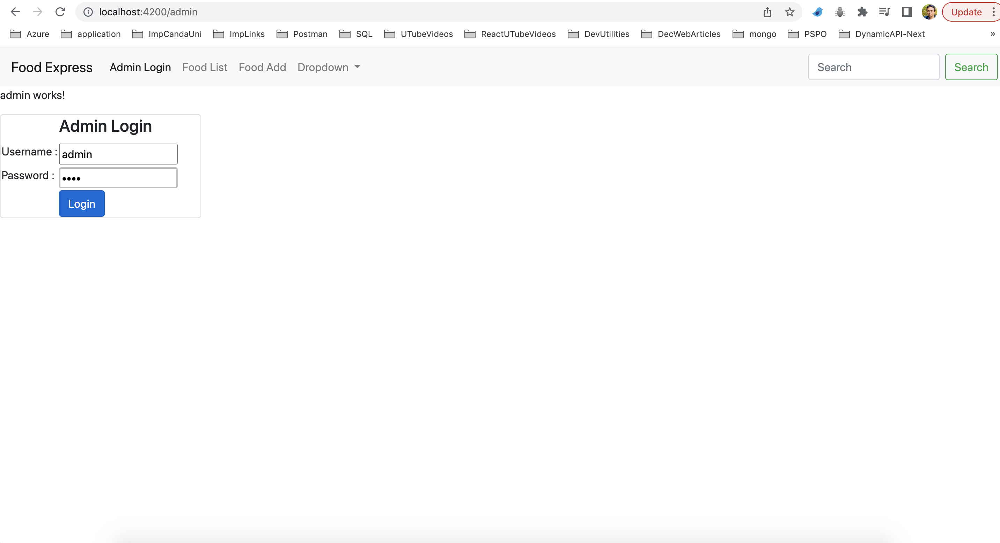 localhost:4200/admin
Update
Azure application ImpCandaUni ImpLinks Postman SQL UTubeVideos ReactUTubeVideos DevUtilities DecWebArticles mongo PSPO DynamicAPI-Next »
Food Express Admin Login Food List Food Add Dropdown Search Search
admin works!
Admin Login
Username : admin
Password : ••••
Login